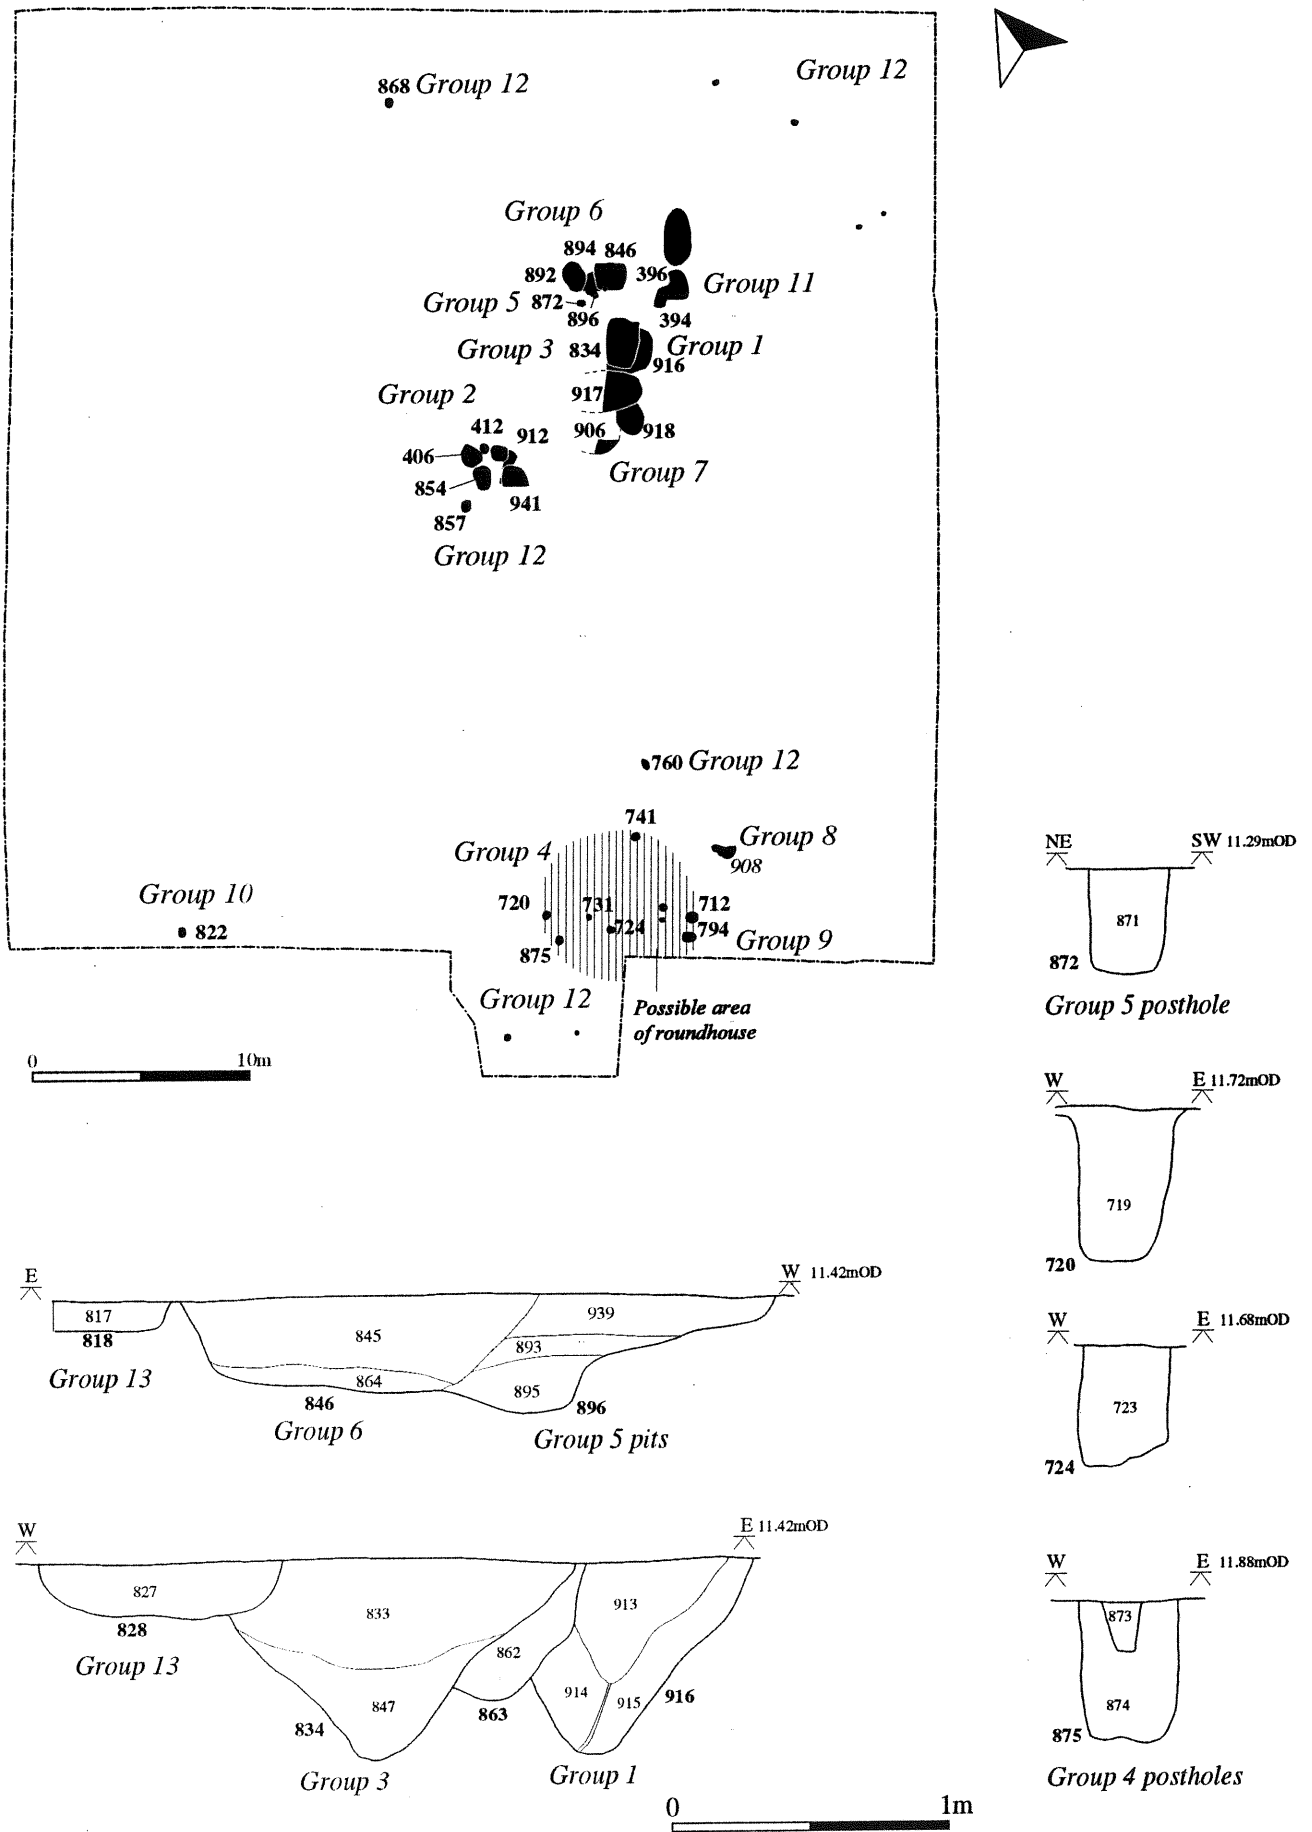 868 Group 12
Group 12
Group 6
894 846
892
396
Group 11
Group 5 872
896
394
Group 3 834
Group 1
916
Group 2
917
412
912
906
918
406
Group 7
854
941
857
Group 12
760 Group 12
741
Group 8
908
Group 4
Group 10
822
720
731
712
724
794
875
Group 9
Group 12
Possible area
of roundhouse
0 10m
NE SW 11.29mOD
871
872
Group 5 posthole
W E 11.72mOD
719
720
W E 11.68mOD
723
724
W E 11.88mOD
873
874
875
Group 4 postholes
E W 11.42mOD
817
818
Group 13
845
864
846
Group 6
939
893
895
896
Group 5 pits
W E 11.42mOD
827
828
Group 13
833
847
834
Group 3
862
863
913
914
915
916
Group 1
0 1m